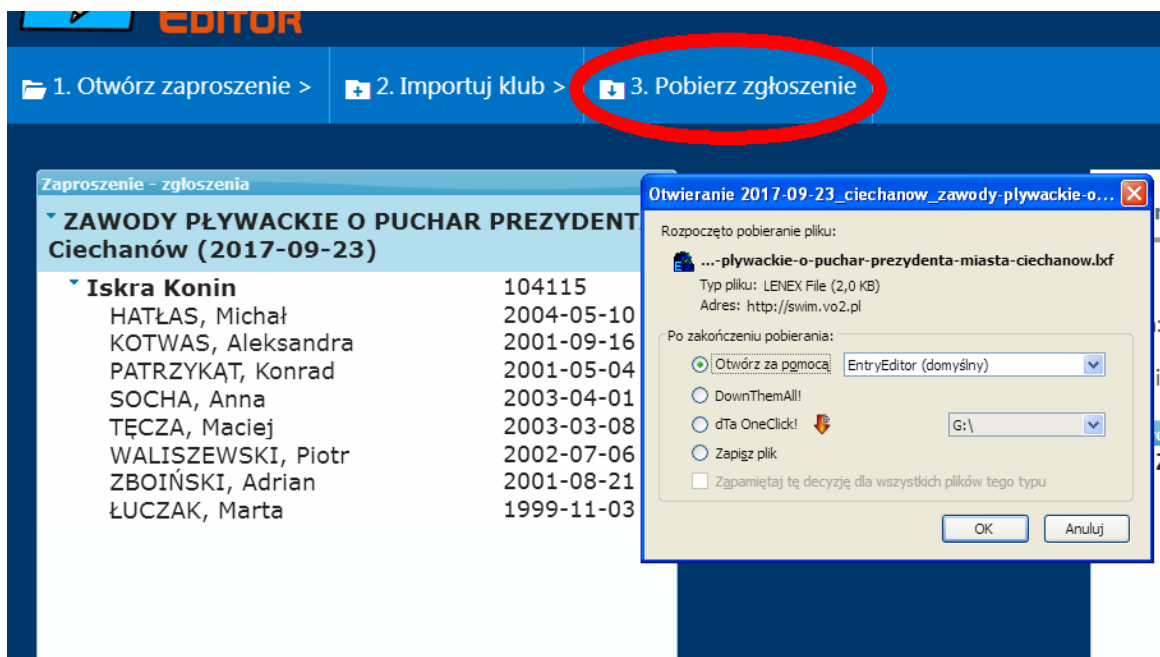 EDITOR
1. Otwórz zaproszenie >
2. Importuj klub >
3. Pobierz zgłoszenie
Zaproszenie - zgłoszenia
ZAWODY PŁYWACKIE O PUCHAR PREZYDENT
Ciechanów (2017-09-23)
Iskra Konin 104115
HATŁAS, Michał 2004-05-10
KOTWAS, Aleksandra 2001-09-16
PATRZYKĄT, Konrad 2001-05-04
SOCHA, Anna 2003-04-01
TĘCZA, Maciej 2003-03-08
WALISZEWSKI, Piotr 2002-07-06
ZBOIŃSKI, Adrian 2001-08-21
ŁUCZAK, Marta 1999-11-03
Otwieranie 2017-09-23_ciechanow_zawody-plywackie-o...
Rozpoczęto pobieranie pliku:
...-plywackie-o-puchar-prezydenta-miasta-ciechanow.lxf
Typ pliku: LENEX File (2,0 KB)
Adres: http://swim.vo2.pl
Po zakończeniu pobierania:
Otwórz za pomocą EntryEditor (domyślny)
DownThemAll!
dTa OneClick! G:\
Zapisz plik
Zapamiętaj tę decyzję dla wszystkich plików tego typu
OK Anuluj